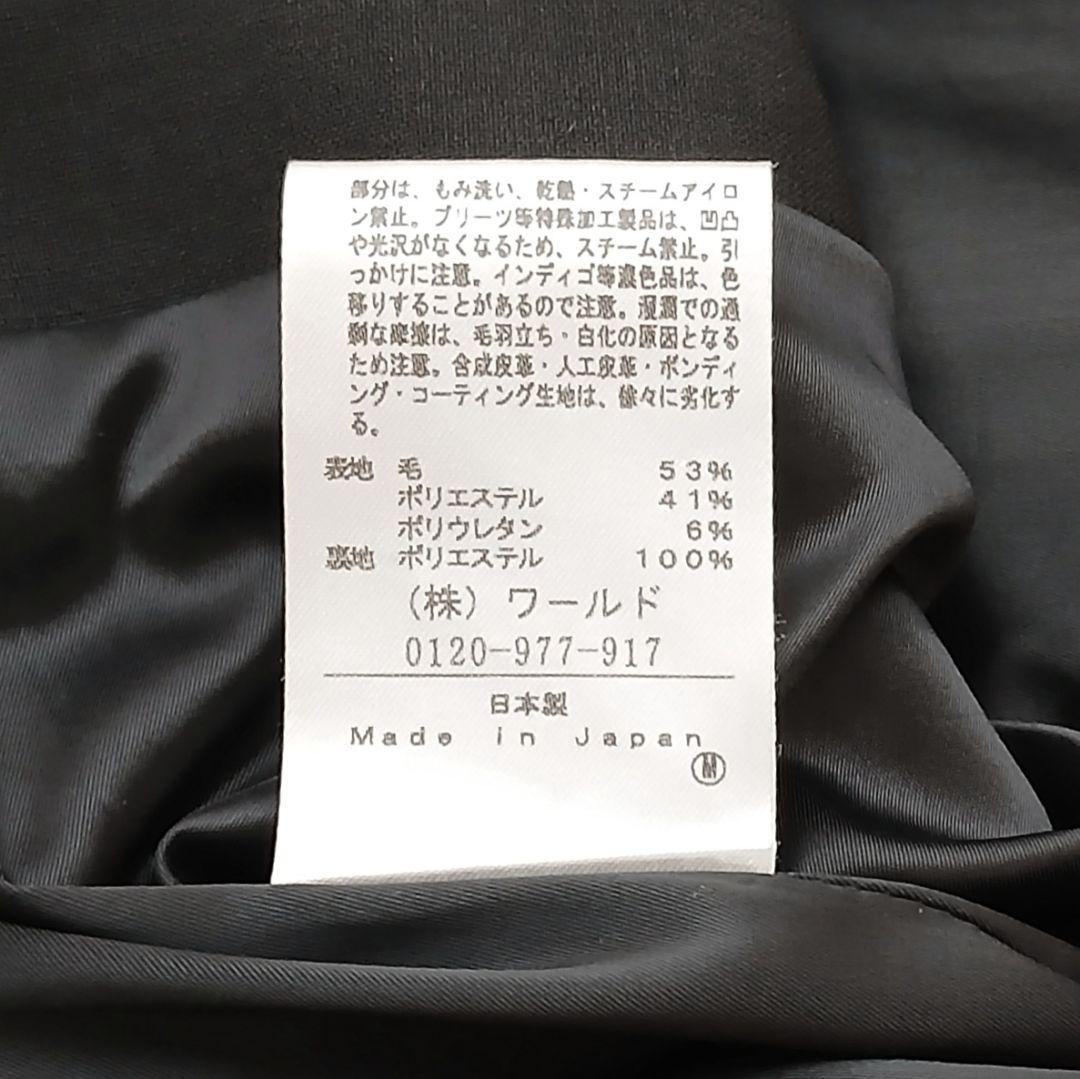 部分は、もみ洗い、乾熱・スチームアイロ
ン禁止。プリーツ等特殊加工製品は、凹凸
や光沢がなくなるため、スチーム禁止。引
っかけに注意。インディゴ等濃色品は、色
移りすることがあるので注意。湿潤での過
剰な摩擦は、毛羽立ち・白化の原因となる
ため注意。合成皮革・人工皮革・ボンディ
ング・コーティング生地は、徐々に劣化す
る。
表地 毛 53%
ポリエステル 41%
ポリウレタン 6%
裏地 ポリエステル 100%
(株)ワールド
0120-977-917
日本製
Made in Japan
M